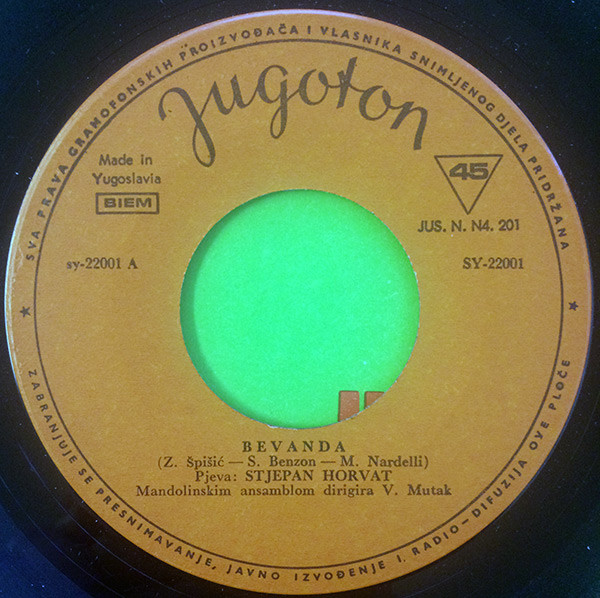 SVA PRAVA GRAMOFONSKIH PROIZVOĐAČA I VLASNIKA SNIMLJENOG DJELA PRIDRŽANA
Jugoton
Made in
Yugoslavia
BIEM
45
JUS. N. N4. 201
sy-22001 A
SY-22001
BEVANDA
(Z. Špišić — S. Benzon — M. Nardelli)
Pjeva: STJEPAN HORVAT
Mandolinskim ansamblom dirigira V. Mutak
ZABRANJUJE SE PRESNIMAVANJE, JAVNO IZVOĐENJE I RADIO-DIFUZIJA OVE PLOČE